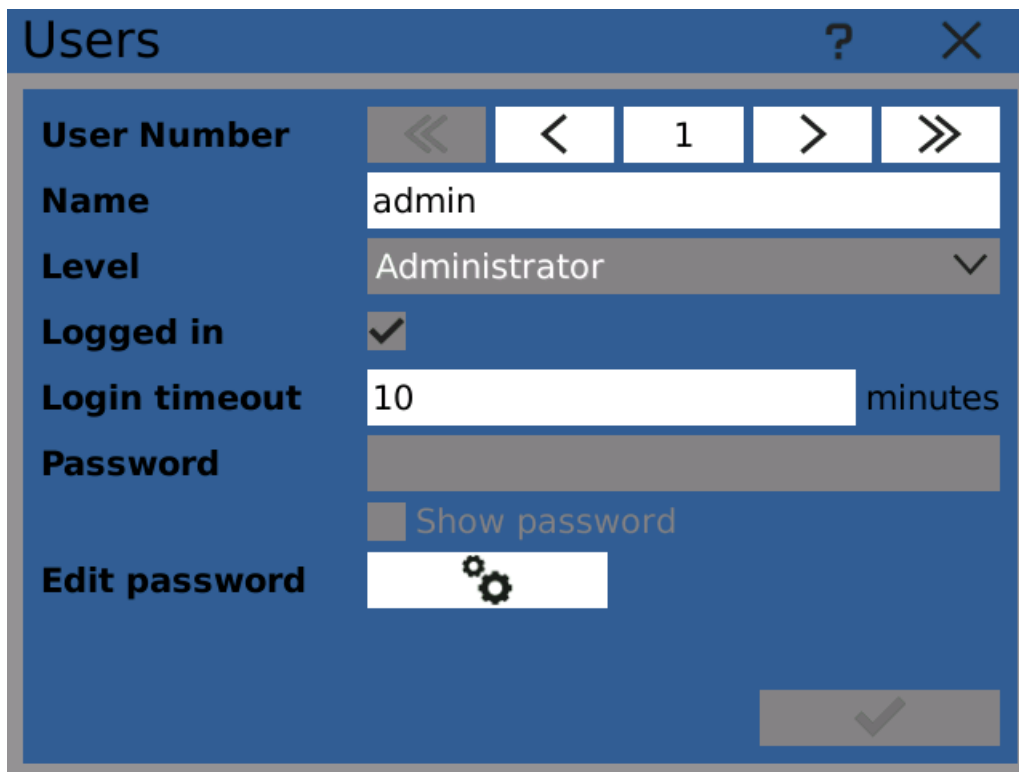 Users ?
User Number 1
Name admin
Level Administrator
Logged in
Login timeout 10 minutes
Password
Show password
Edit password